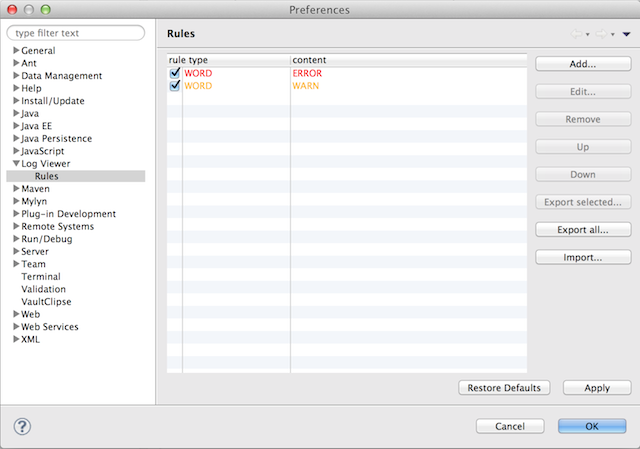 Preferences
type filter text
General
Ant
Data Management
Help
Install/Update
Java
Java EE
Java Persistence
JavaScript
Log Viewer
Rules
Maven
Mylyn
Plug-in Development
Remote Systems
Run/Debug
Server
Team
Terminal
Validation
VaultClipse
Web
Web Services
XML
Rules
rule type content
WORD ERROR
WORD WARN
Add...
Edit...
Remove
Up
Down
Export selected...
Export all...
Import...
Restore Defaults Apply
? Cancel OK